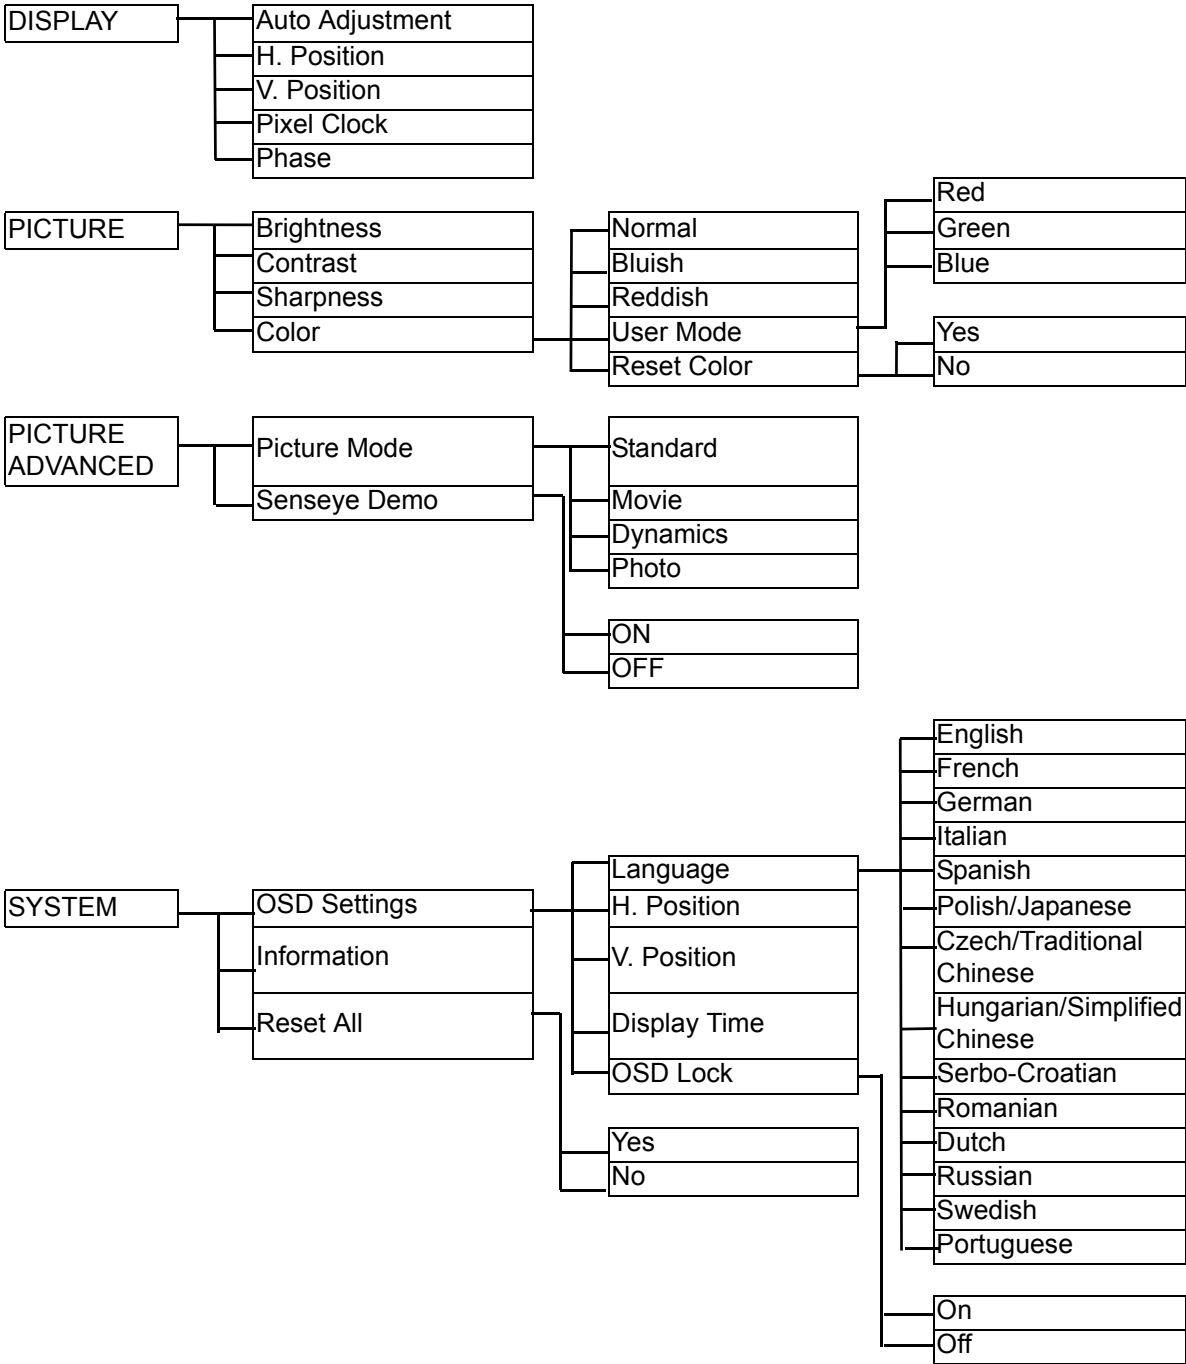 DISPLAY
Auto Adjustment
H. Position
V. Position
Pixel Clock
Phase
PICTURE
Brightness
Contrast
Sharpness
Color
Normal
Bluish
Reddish
User Mode
Reset Color
Red
Green
Blue
Yes
No
PICTURE
ADVANCED
Picture Mode
Senseye Demo
Standard
Movie
Dynamics
Photo
ON
OFF
SYSTEM
OSD Settings
Information
Reset All
Language
H. Position
V. Position
Display Time
OSD Lock
Yes
No
English
French
German
Italian
Spanish
Polish/Japanese
Czech/Traditional
Chinese
Hungarian/Simplified
Chinese
Serbo-Croatian
Romanian
Dutch
Russian
Swedish
Portuguese
On
Off